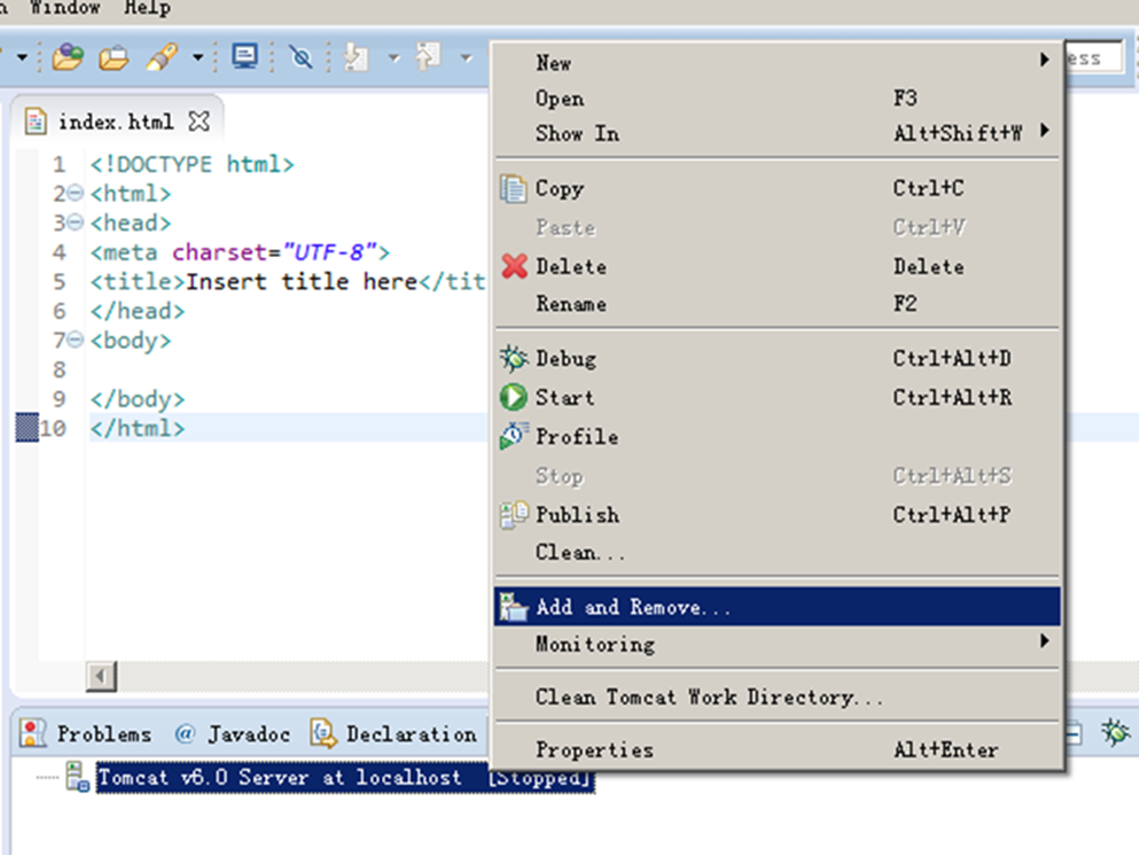 Window Help
ess
index.html
1 <!DOCTYPE html>
2 <html>
3 <head>
4 <meta charset="UTF-8">
5 <title>Insert title here</tit
6 </head>
7 <body>
8
9 </body>
10 </html>
New
Open F3
Show In Alt+Shift+W
Copy Ctrl+C
Paste Ctrl+V
Delete Delete
Rename F2
Debug Ctrl+Alt+D
Start Ctrl+Alt+R
Profile
Stop Ctrl+Alt+S
Publish Ctrl+Alt+P
Clean...
Add and Remove...
Monitoring
Clean Tomcat Work Directory...
Properties Alt+Enter
Problems @ Javadoc Declaration
Tomcat v6.0 Server at localhost [Stopped]